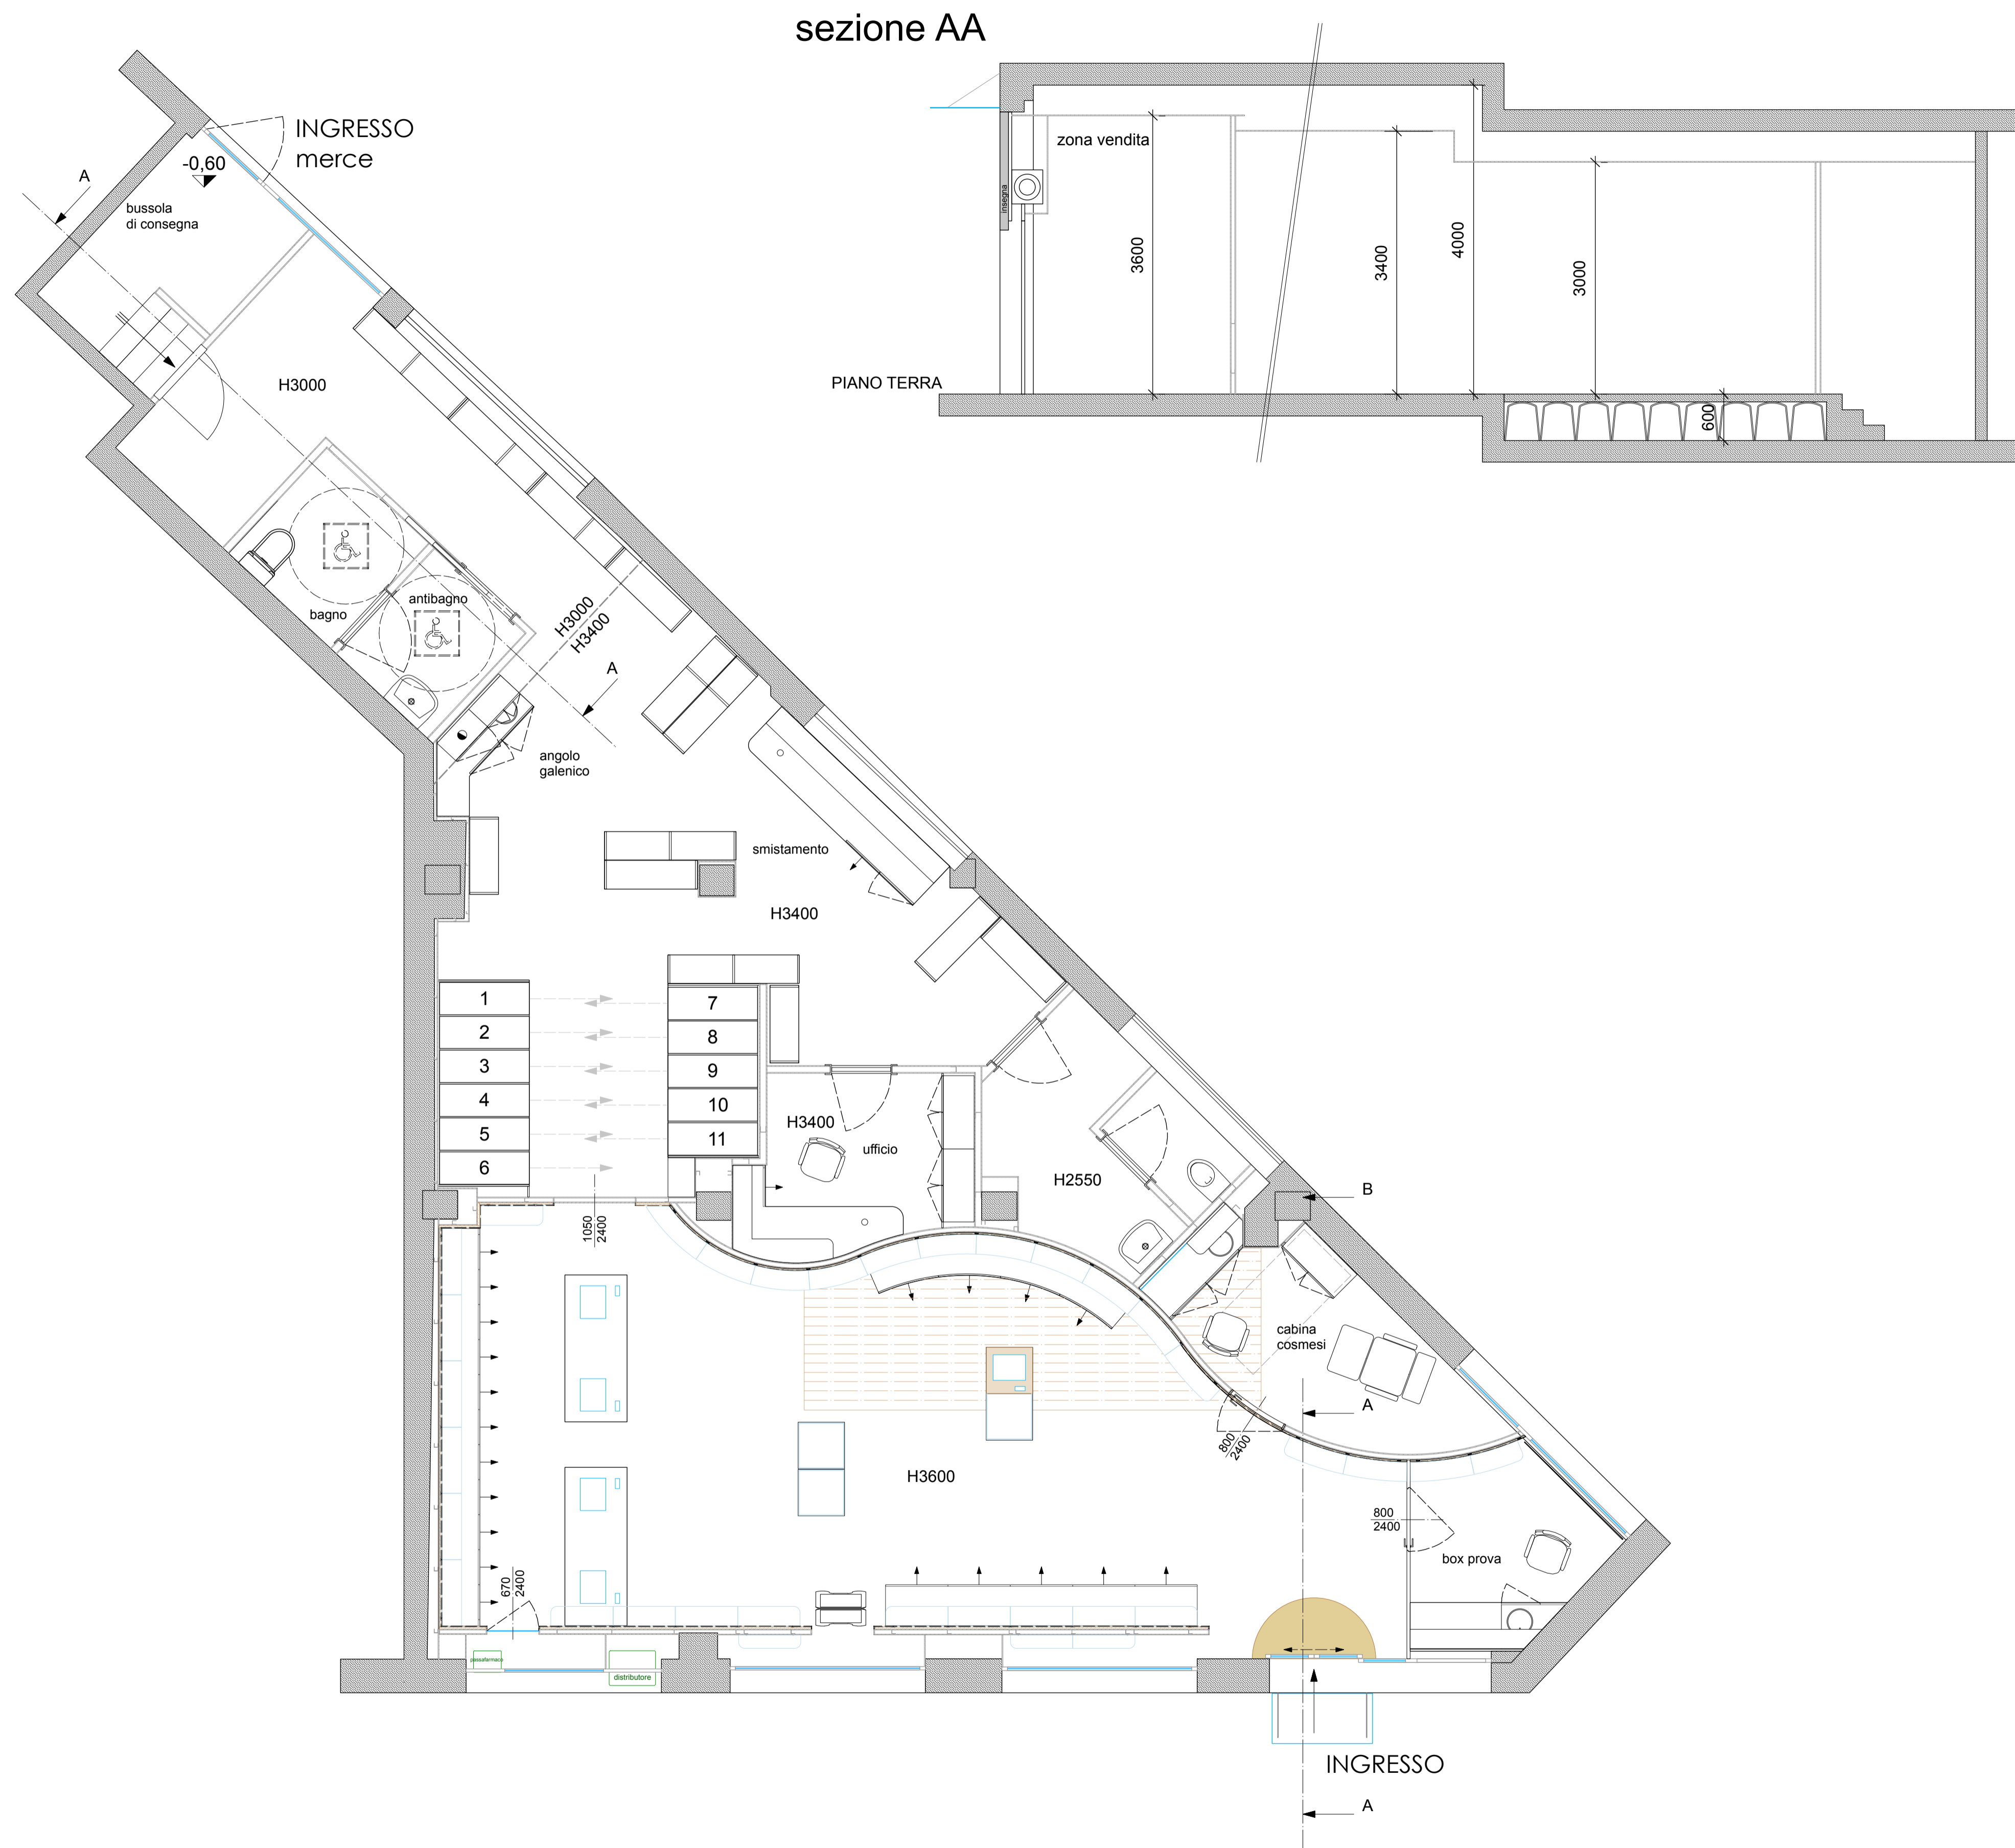 sezione AA
INGRESSO
merce
-0,60
A
bussola
di consegna
zona vendita
insegna
3600
3400
4000
3000
PIANO TERRA
600
H3000
bagno
antibagno
H3000
H3400
A
angolo
galenico
smistamento
H3400
1
2
3
4
5
6
7
8
9
10
11
H3400
ufficio
H2550
B
1050
2400
cabina
cosmesi
A
800
2400
H3600
800
2400
box prova
670
2400
passafarmaco
distributore
INGRESSO
A